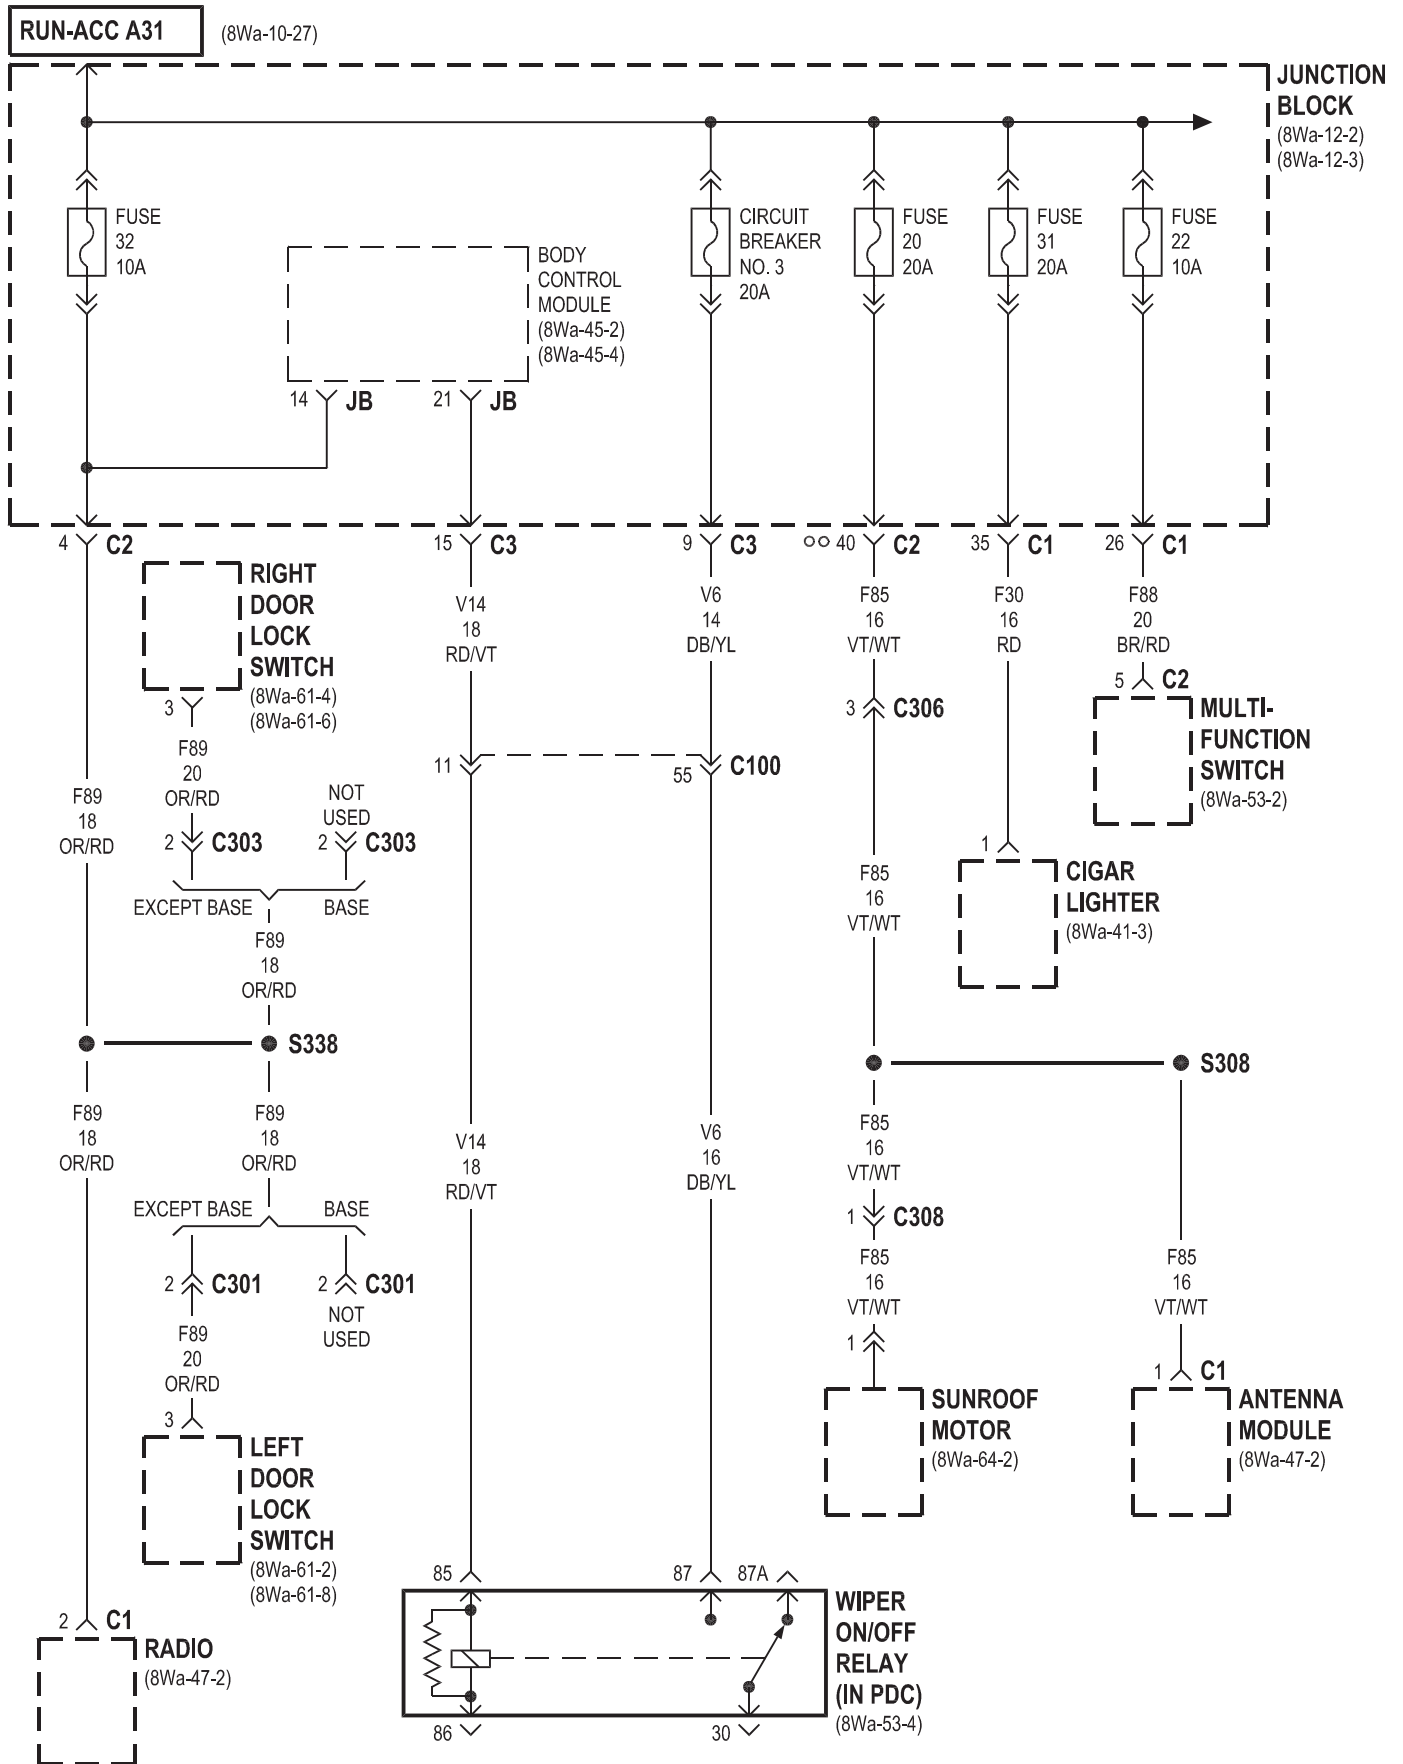 RUN-ACC A31 (8Wa-10-27)
JUNCTION
BLOCK
(8Wa-12-2)
(8Wa-12-3)
FUSE
32
10A
BODY
CONTROL
MODULE
(8Wa-45-2)
(8Wa-45-4)
CIRCUIT
BREAKER
NO. 3
20A
FUSE
20
20A
FUSE
31
20A
FUSE
22
10A
14 JB
21 JB
4 C2
15 C3
9 C3
40 C2
35 C1
26 C1
RIGHT
DOOR
LOCK
SWITCH
(8Wa-61-4)
(8Wa-61-6)
3
F89
20
OR/RD
2 C303
NOT
USED
2 C303
EXCEPT BASE
BASE
F89
18
OR/RD
F89
18
OR/RD
S338
F89
18
OR/RD
F89
18
OR/RD
EXCEPT BASE
BASE
2 C301
2 C301
NOT
USED
F89
20
OR/RD
3
LEFT
DOOR
LOCK
SWITCH
(8Wa-61-2)
(8Wa-61-8)
2 C1
RADIO
(8Wa-47-2)
V14
18
RD/VT
11
V14
18
RD/VT
V6
14
DB/YL
55 C100
V6
16
DB/YL
85
87
87A
86
30
WIPER
ON/OFF
RELAY
(IN PDC)
(8Wa-53-4)
F85
16
VT/WT
3 C306
F85
16
VT/WT
S308
F85
16
VT/WT
1 C308
F85
16
VT/WT
1
SUNROOF
MOTOR
(8Wa-64-2)
F85
16
VT/WT
1 C1
ANTENNA
MODULE
(8Wa-47-2)
F30
16
RD
1
CIGAR
LIGHTER
(8Wa-41-3)
F88
20
BR/RD
5 C2
MULTI-
FUNCTION
SWITCH
(8Wa-53-2)